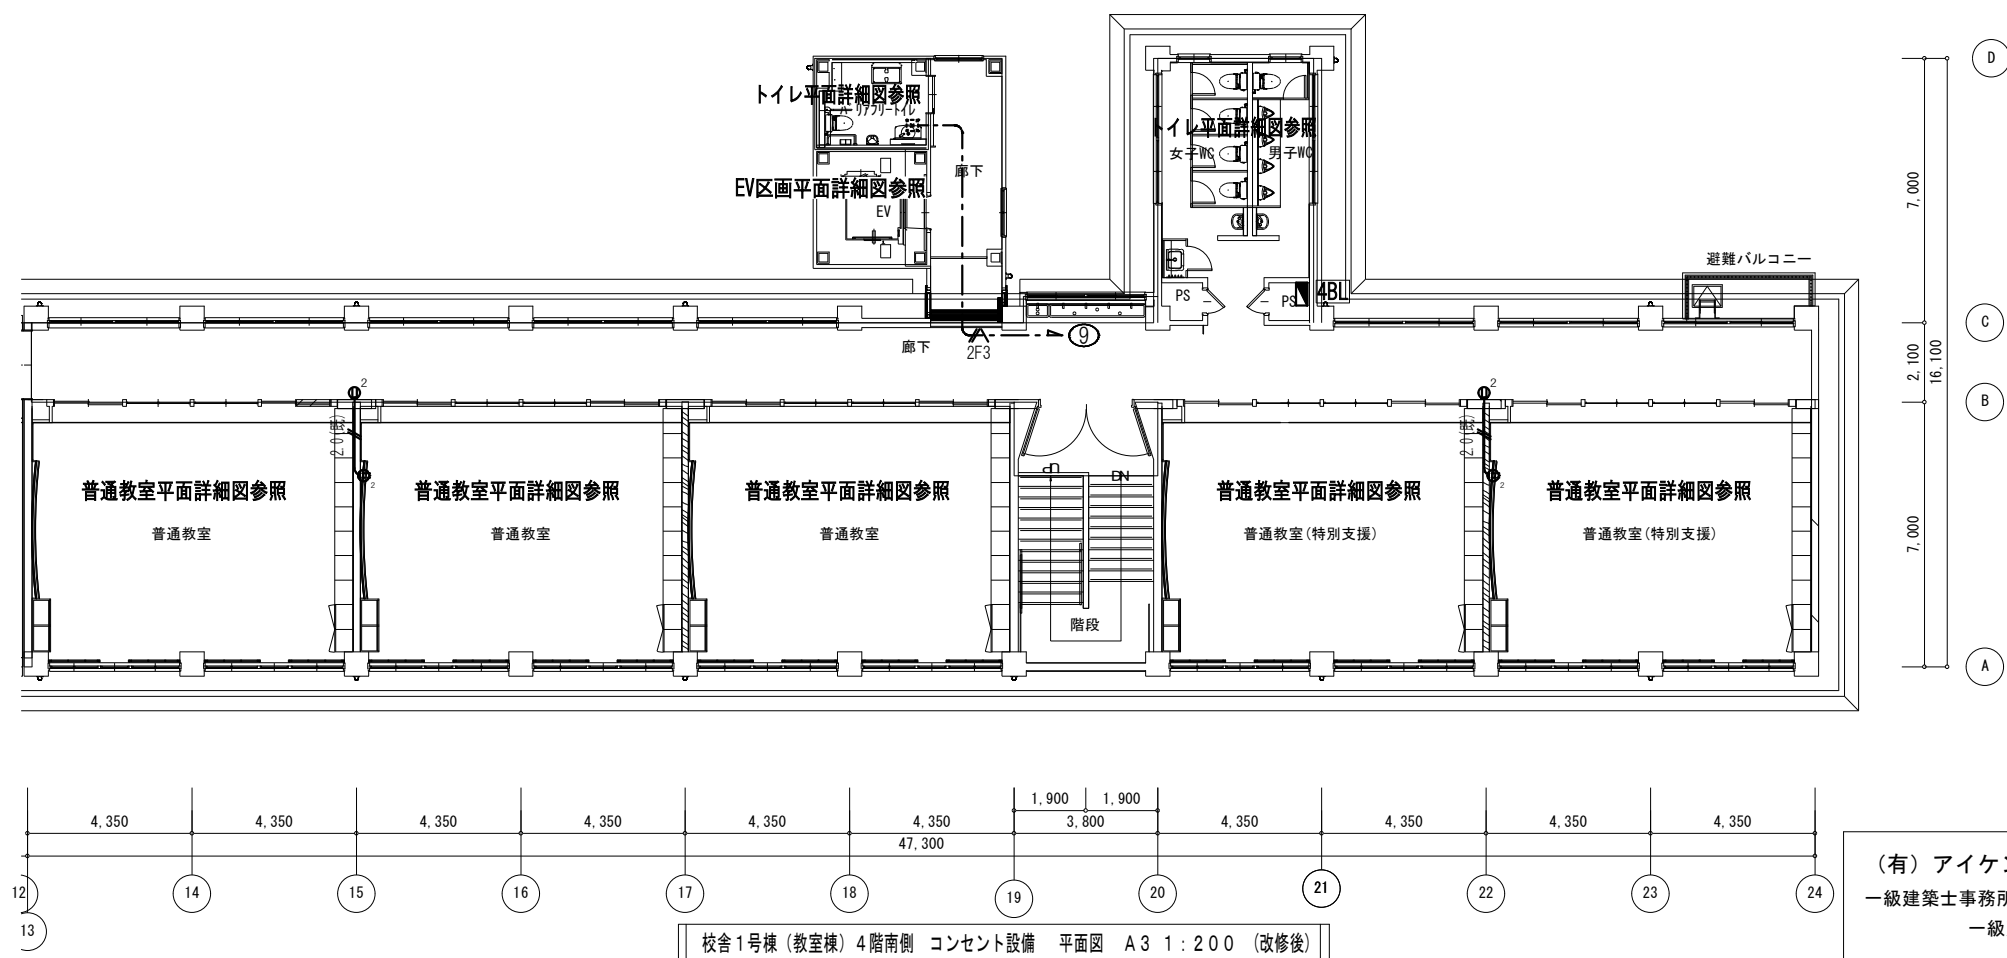 D
トイレ平面詳細図参照
トイレ平面詳細図参照
女子WC
男子WC
廊下
EV区画平面詳細図参照
EV
7,000
避難バルコニー
PS
PS
4BL
C
廊下
2F3
9
2,100
16,100
2
2
B
2.0(既)
2.0(既)
2
2
普通教室平面詳細図参照
普通教室平面詳細図参照
普通教室平面詳細図参照
普通教室平面詳細図参照
普通教室平面詳細図参照
UP
DN
普通教室
普通教室
普通教室
普通教室(特別支援)
普通教室(特別支援)
7,000
階段
A
1,900
1,900
4,350
4,350
4,350
4,350
4,350
4,350
3,800
4,350
4,350
4,350
4,350
47,300
12
14
15
16
17
18
19
20
21
22
23
24
13
(有)アイケン
一級建築士事務所
一級
校舎1号棟(教室棟)4階南側 コンセント設備 平面図 A3 1:200 (改修後)